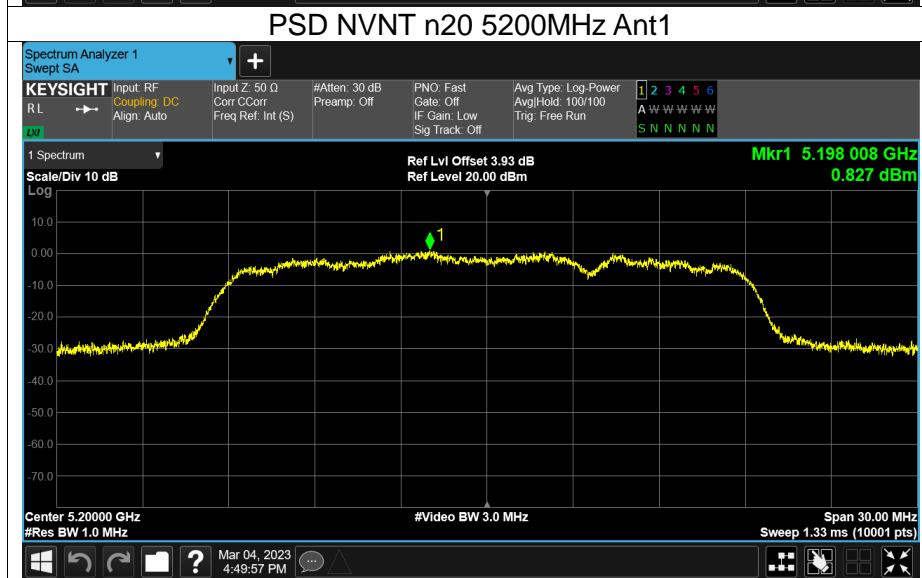 PSD NVNT n20 5200MHz Ant1
Spectrum Analyzer 1
Swept SA
+
KEYSIGHT
RL
LXI
Input: RF
Coupling: DC
Align: Auto
Input Z: 50 Ω
Corr CCorr
Freq Ref: Int (S)
#Atten: 30 dB
Preamp: Off
PNO: Fast
Gate: Off
IF Gain: Low
Sig Track: Off
Avg Type: Log-Power
Avg|Hold: 100/100
Trig: Free Run
1 2 3 4 5 6
A W W W W W
S N N N N N
1 Spectrum
Scale/Div 10 dB
Log
Ref Lvl Offset 3.93 dB
Ref Level 20.00 dBm
Mkr1 5.198 008 GHz
0.827 dBm
1
10.0
0.00
-10.0
-20.0
-30.0
-40.0
-50.0
-60.0
-70.0
Center 5.20000 GHz
#Res BW 1.0 MHz
#Video BW 3.0 MHz
Span 30.00 MHz
Sweep 1.33 ms (10001 pts)
?
Mar 04, 2023
4:49:57 PM